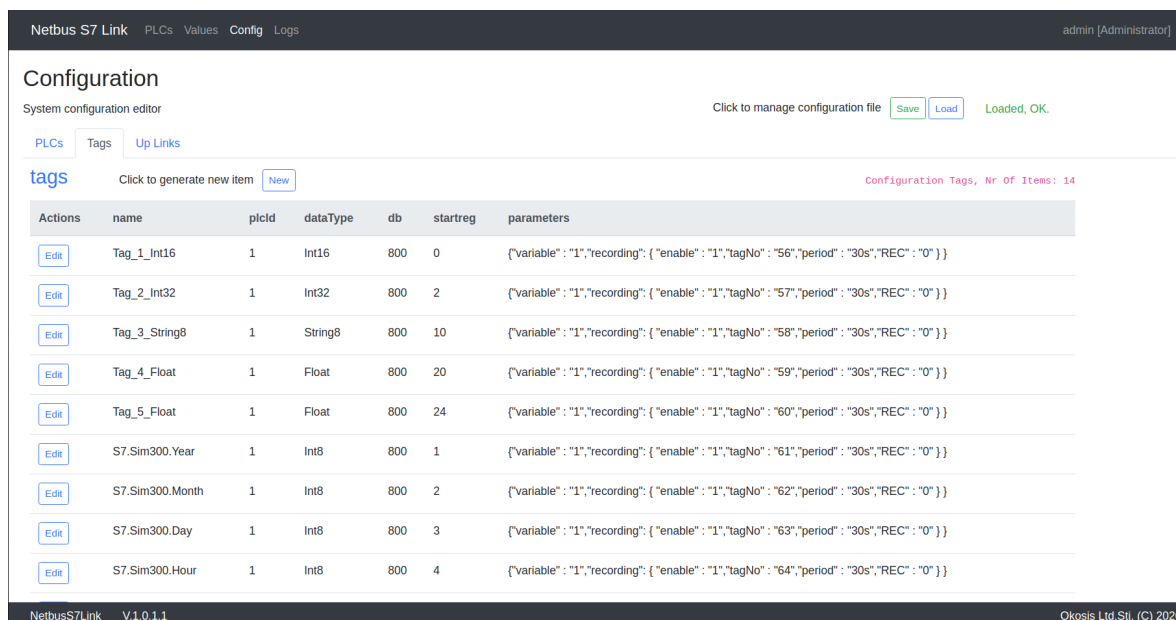 Netbus S7 Link PLCs Values Config Logs admin [Administrator]
Configuration
System configuration editor Click to manage configuration file Save Load Loaded, OK.
PLCs Tags Up Links
tags Click to generate new item New Configuration Tags, Nr Of Items: 14
Actions name plcId dataType db startreg parameters
Edit Tag_1_Int16 1 Int16 800 0 {"variable" : "1","recording": { "enable" : "1","tagNo" : "56","period" : "30s","REC" : "0" } }
Edit Tag_2_Int32 1 Int32 800 2 {"variable" : "1","recording": { "enable" : "1","tagNo" : "57","period" : "30s","REC" : "0" } }
Edit Tag_3_String8 1 String8 800 10 {"variable" : "1","recording": { "enable" : "1","tagNo" : "58","period" : "30s","REC" : "0" } }
Edit Tag_4_Float 1 Float 800 20 {"variable" : "1","recording": { "enable" : "1","tagNo" : "59","period" : "30s","REC" : "0" } }
Edit Tag_5_Float 1 Float 800 24 {"variable" : "1","recording": { "enable" : "1","tagNo" : "60","period" : "30s","REC" : "0" } }
Edit S7.Sim300.Year 1 Int8 800 1 {"variable" : "1","recording": { "enable" : "1","tagNo" : "61","period" : "30s","REC" : "0" } }
Edit S7.Sim300.Month 1 Int8 800 2 {"variable" : "1","recording": { "enable" : "1","tagNo" : "62","period" : "30s","REC" : "0" } }
Edit S7.Sim300.Day 1 Int8 800 3 {"variable" : "1","recording": { "enable" : "1","tagNo" : "63","period" : "30s","REC" : "0" } }
Edit S7.Sim300.Hour 1 Int8 800 4 {"variable" : "1","recording": { "enable" : "1","tagNo" : "64","period" : "30s","REC" : "0" } }
NetbusS7Link V.1.0.1.1 Okosis Ltd.Sti. (C)